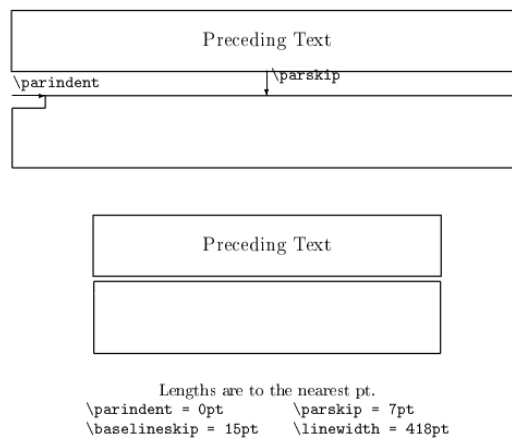 Preceding Text
\parskip
\parindent
Preceding Text
Lengths are to the nearest pt.
\parindent = 0pt \parskip = 7pt
\baselineskip = 15pt \linewidth = 418pt